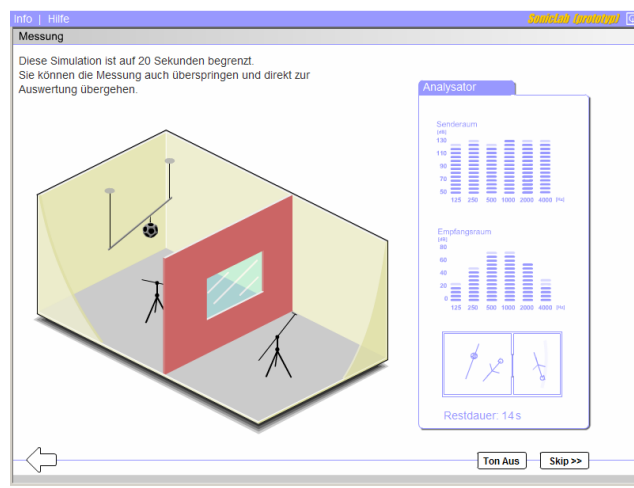 Info | Hilfe
SonicLab (prototyp)
Messung
Diese Simulation ist auf 20 Sekunden begrenzt.
Sie können die Messung auch überspringen und direkt zur
Auswertung übergehen.
Analysator
Senderaum
[dB]
130
110
90
70
50
125 250 500 1000 2000 4000 [Hz]
Empfangsraum
[dB]
80
60
40
20
0
125 250 500 1000 2000 4000 [Hz]
Restdauer: 14 s
Ton Aus
Skip >>